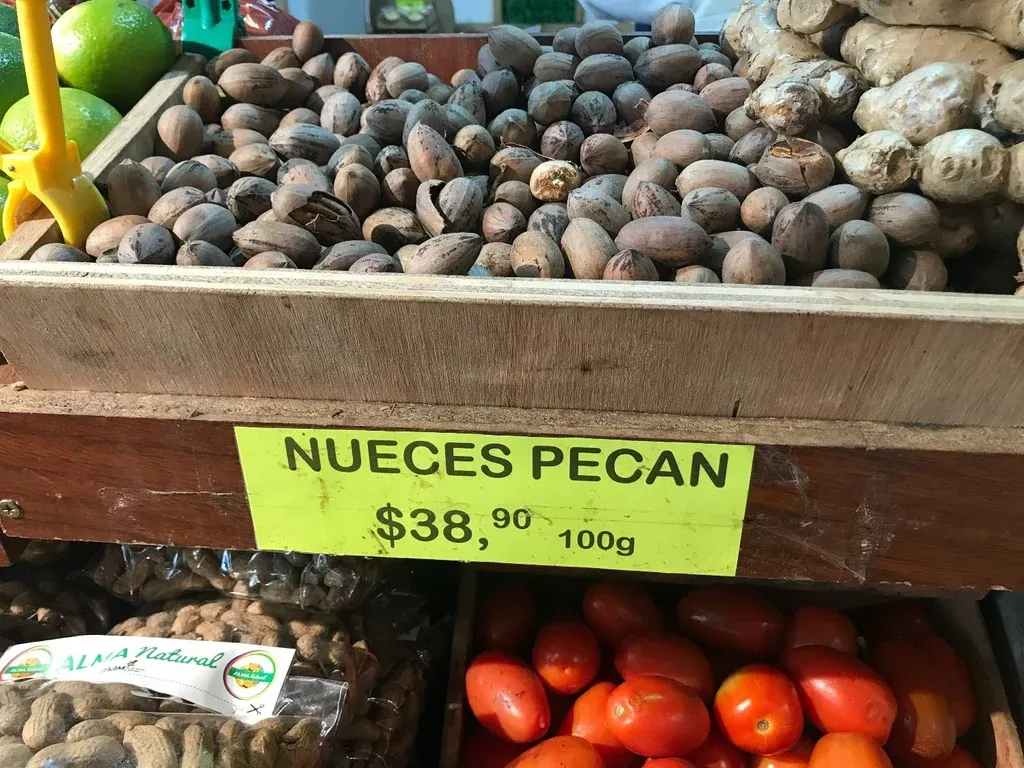 NUECES PECAN
$38,90 100g
ALMA Natural